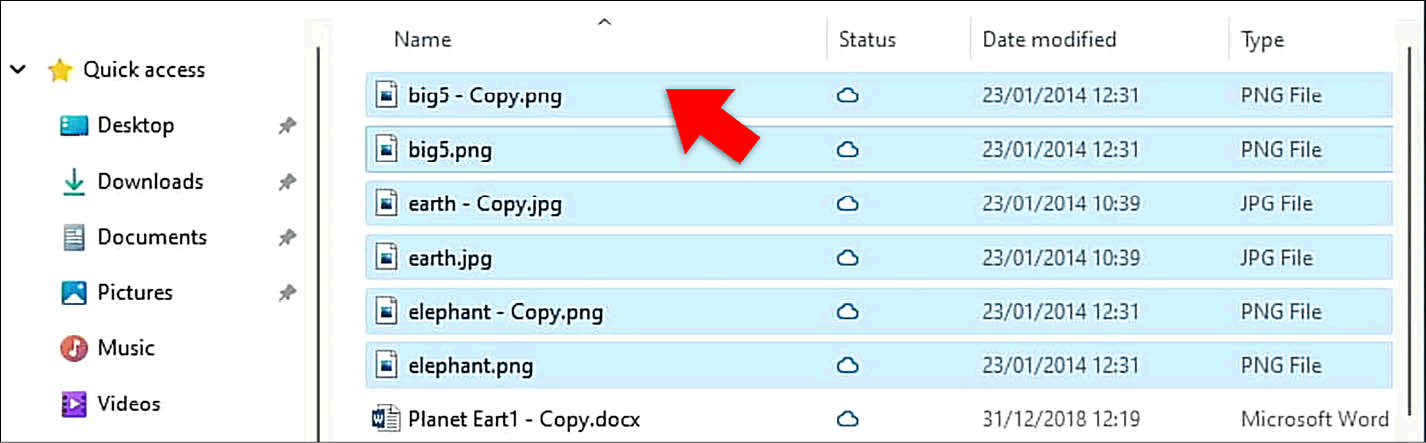 Name Status Date modified Type
Quick access
Desktop
Downloads
Documents
Pictures
Music
Videos
big5 - Copy.png 23/01/2014 12:31 PNG File
big5.png 23/01/2014 12:31 PNG File
earth - Copy.jpg 23/01/2014 10:39 JPG File
earth.jpg 23/01/2014 10:39 JPG File
elephant - Copy.png 23/01/2014 12:31 PNG File
elephant.png 23/01/2014 12:31 PNG File
Planet Eart1 - Copy.docx 31/12/2018 12:19 Microsoft Word